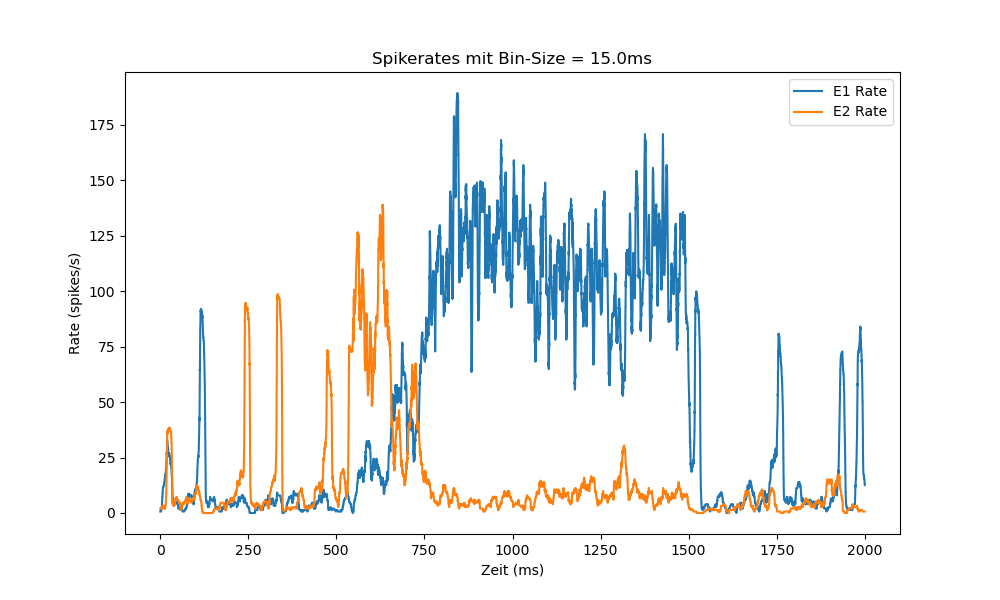 Spikerates mit Bin-Size = 15.0ms
E1 Rate
E2 Rate
175
150
125
100
75
50
25
0
Rate (spikes/s)
0 250 500 750 1000 1250 1500 1750 2000
Zeit (ms)